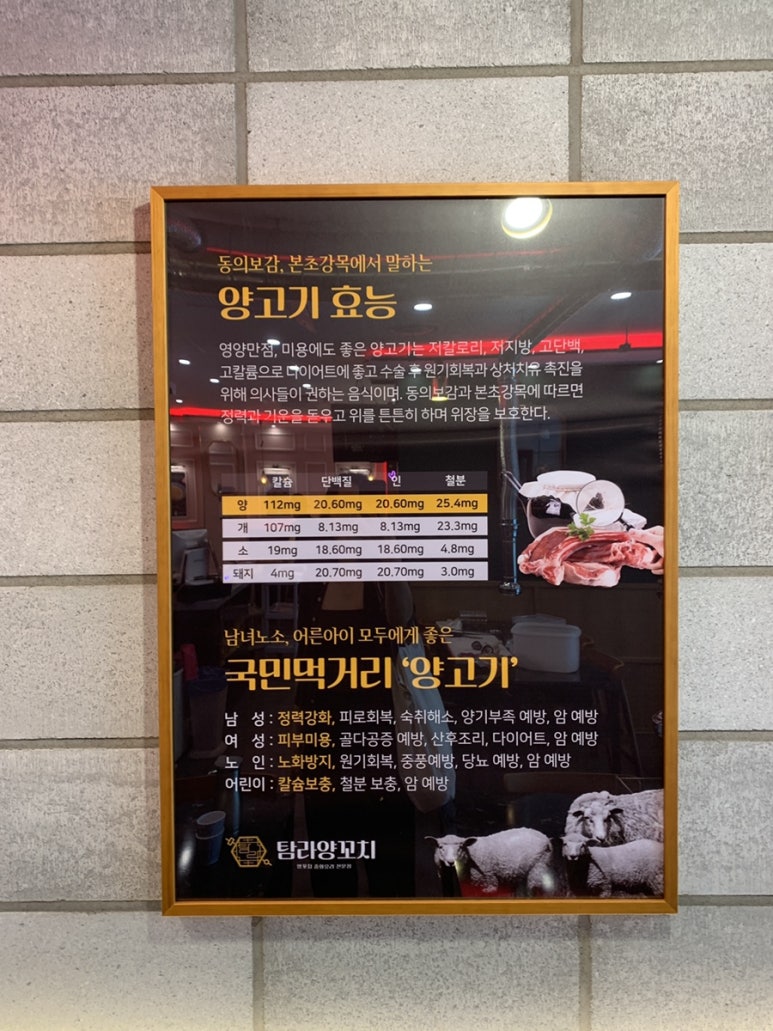 동의보감, 본초강목에서 말하는
양고기 효능
영양만점, 미용에도 좋은 양고기는 저칼로리, 저지방, 고단백,
고칼륨으로 다이어트에 좋고 수술 후 원기회복과 상처치유 촉진을
위해 의사들이 권하는 음식이며, 동의보감과 본초강목에 따르면
정력과 기운을 돋우고 위를 튼튼히 하며 위장을 보호한다.
칼슘 단백질 인 철분
양 112mg 20.60mg 20.60mg 25.4mg
개 107mg 8.13mg 8.13mg 23.3mg
소 19mg 18.60mg 18.60mg 4.8mg
돼지 4mg 20.70mg 20.70mg 3.0mg
남녀노소, 어른아이 모두에게 좋은
국민먹거리 ‘양고기’
남 성 : 정력강화, 피로회복, 숙취해소, 양기부족 예방, 암 예방
여 성 : 피부미용, 골다공증 예방, 산후조리, 다이어트, 암 예방
노 인 : 노화방지, 원기회복, 중풍예방, 당뇨 예방, 암 예방
어린이 : 칼슘보충, 철분 보충, 암 예방
탐라양꼬치
양꼬치 중화요리 전문점